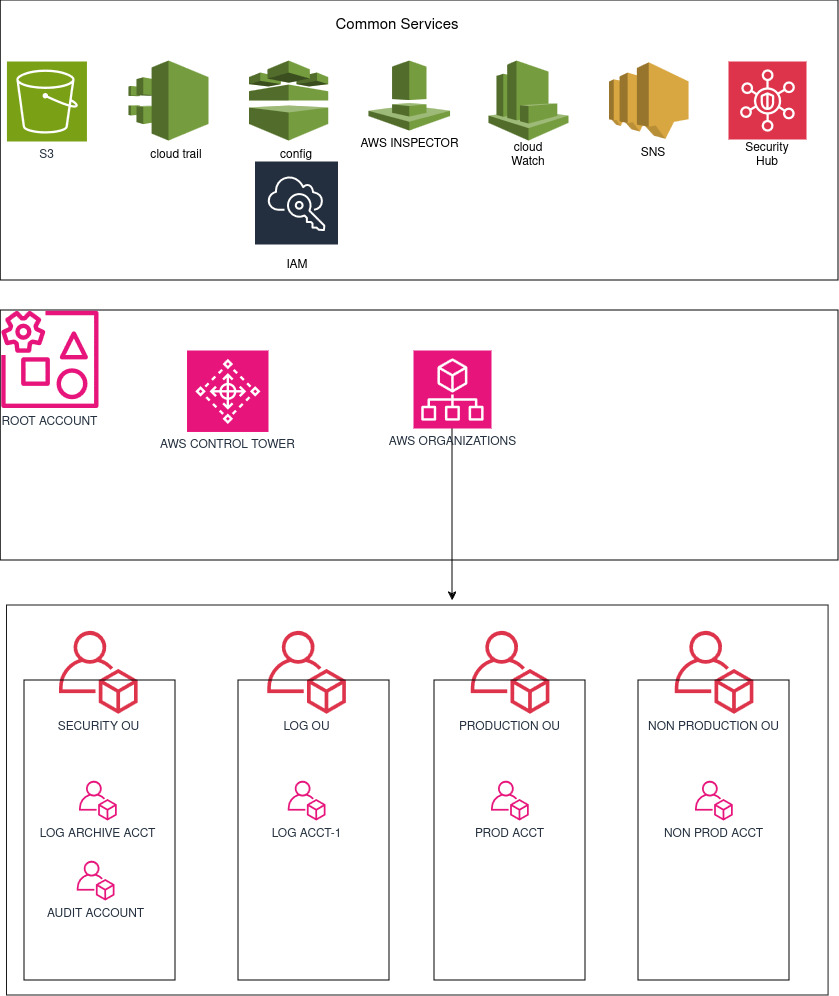 Common Services
S3
cloud trail
config
AWS INSPECTOR
cloud
Watch
SNS
Security
Hub
IAM
ROOT ACCOUNT
AWS CONTROL TOWER
AWS ORGANIZATIONS
SECURITY OU
LOG OU
PRODUCTION OU
NON PRODUCTION OU
LOG ARCHIVE ACCT
LOG ACCT-1
PROD ACCT
NON PROD ACCT
AUDIT ACCOUNT